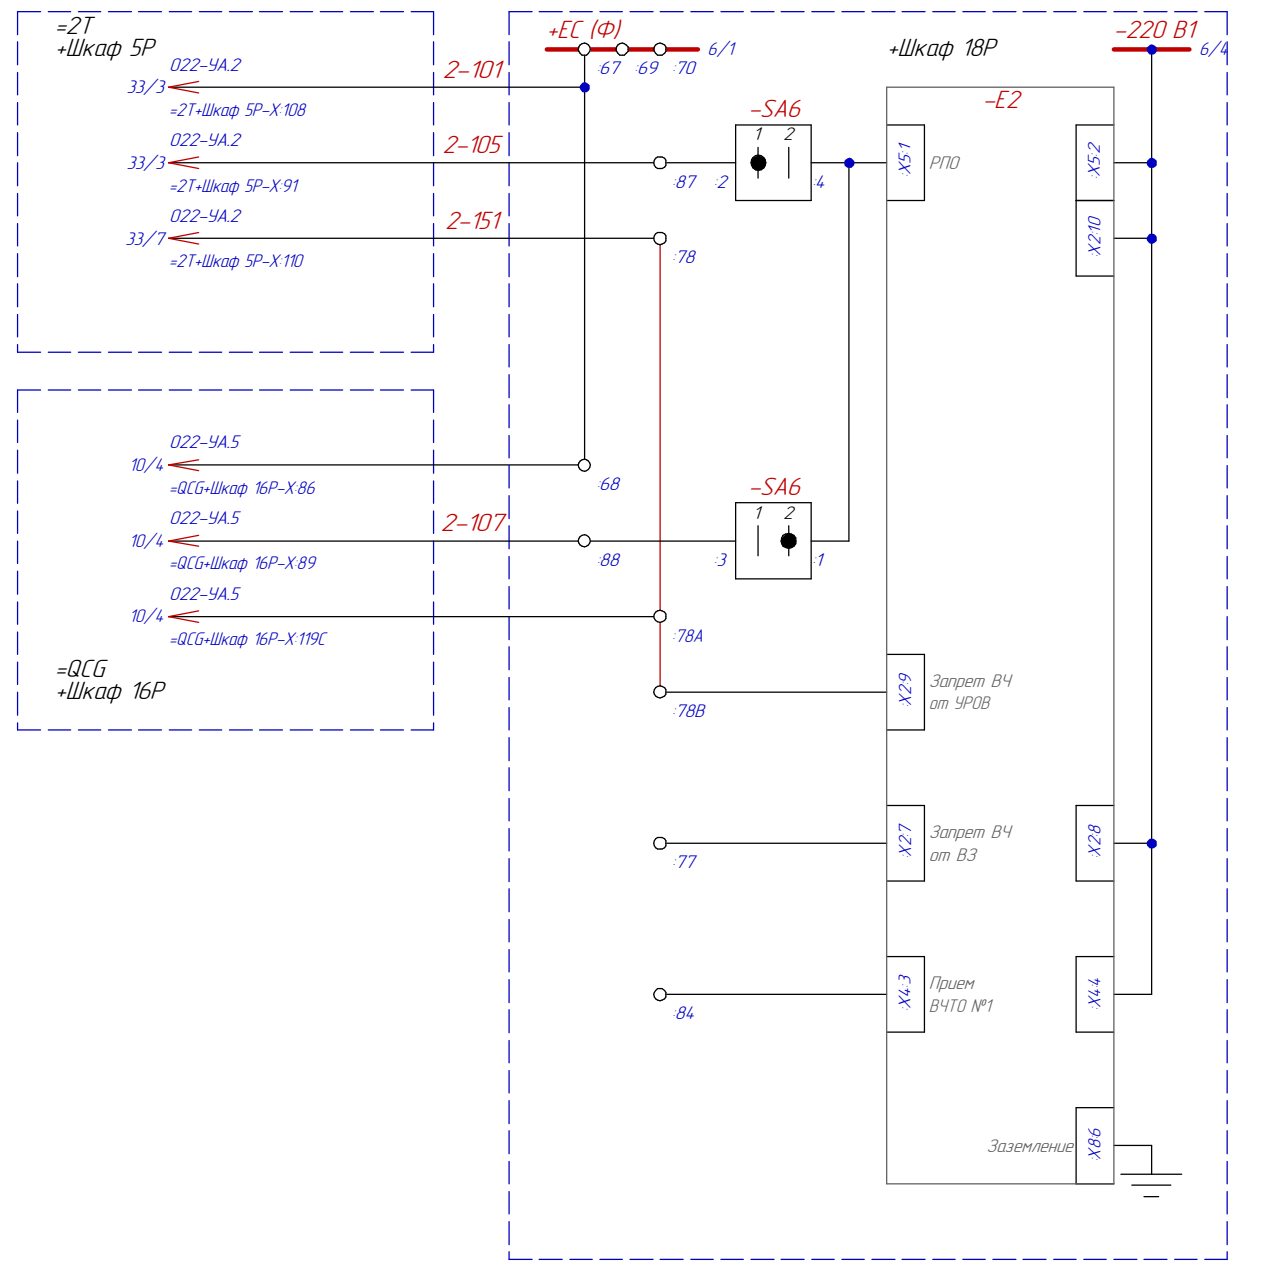 =2Т
+Шкаф 5Р
022-УА.2
33/3
2-101
=2Т+Шкаф 5Р-Х:108
022-УА.2
33/3
2-105
=2Т+Шкаф 5Р-Х:91
022-УА.2
33/7
2-151
=2Т+Шкаф 5Р-Х:110
022-УА.5
10/4
=QCG+Шкаф 16Р-Х:86
022-УА.5
10/4
2-107
=QCG+Шкаф 16Р-Х:89
022-УА.5
10/4
=QCG+Шкаф 16Р-Х:119С
=QCG
+Шкаф 16Р
+ЕС (Ф)
6/1
:67 :69 :70
+Шкаф 18Р
-220 В1
6/4
-E2
-SA6
1 2
:87 :2 :4
:X5:1
РПО
:X5:2
:X2:10
:78
:68
-SA6
1 2
:88 :3 :1
:78А
:78В
:X2:9
Запрет ВЧ
от УРОВ
:77
:X2:7
Запрет ВЧ
от ВЗ
:X2:8
:84
:X4:3
Прием
ВЧТО №1
:X4:4
Заземление
:X8:6